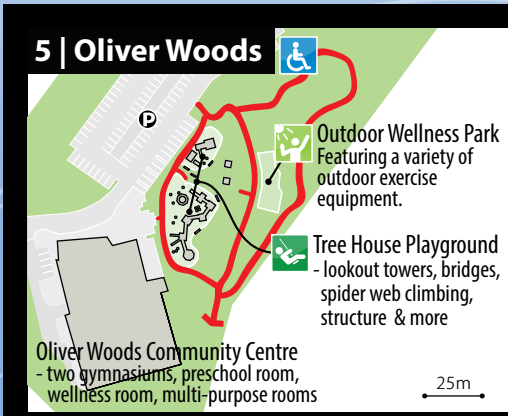 5 | Oliver Woods
P
Outdoor Wellness Park
Featuring a variety of
outdoor exercise
equipment.
Tree House Playground
- lookout towers, bridges,
spider web climbing,
structure & more
Oliver Woods Community Centre
- two gymnasiums, preschool room,
wellness room, multi-purpose rooms
25m